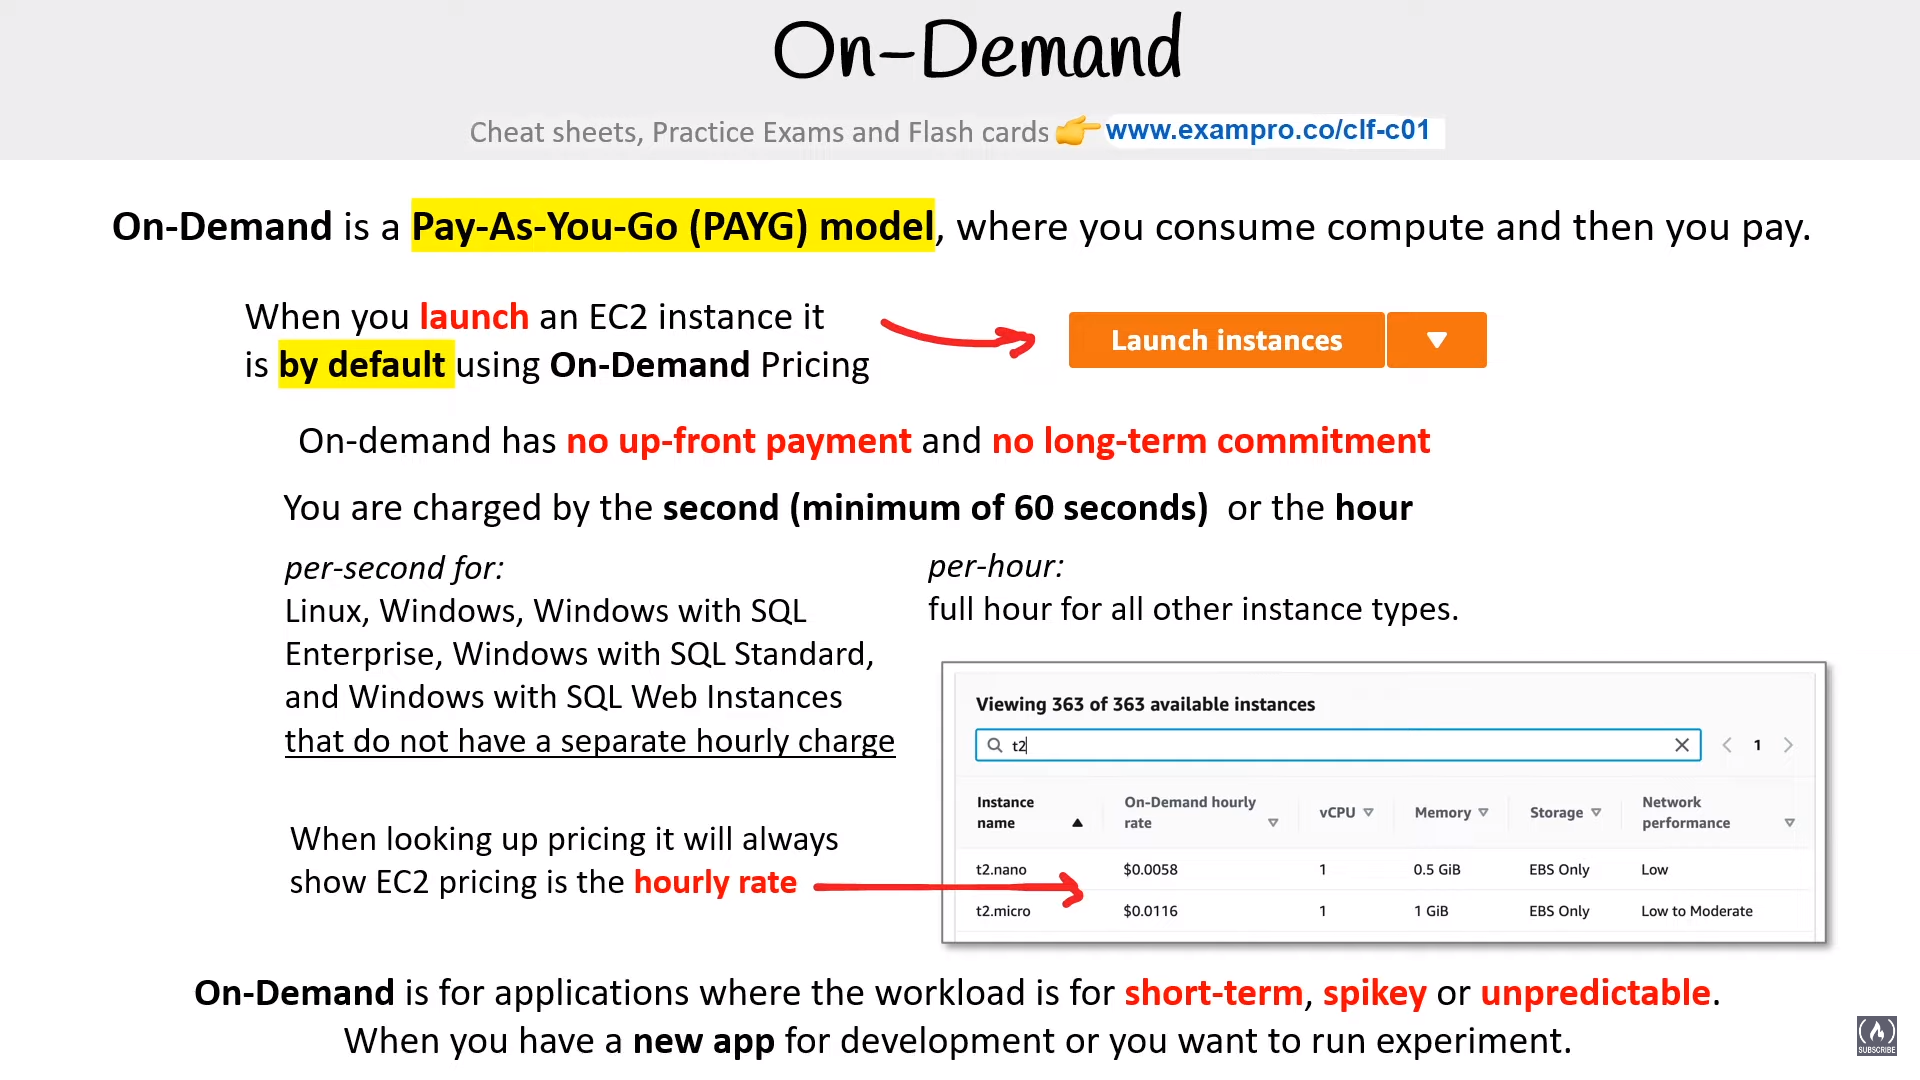 On-Demand
Cheat sheets, Practice Exams and Flash cards 👉 www.exampro.co/clf-c01
On-Demand is a Pay-As-You-Go (PAYG) model, where you consume compute and then you pay.
When you launch an EC2 instance it
is by default using On-Demand Pricing
Launch instances
On-demand has no up-front payment and no long-term commitment
You are charged by the second (minimum of 60 seconds) or the hour
per-second for:
Linux, Windows, Windows with SQL
Enterprise, Windows with SQL Standard,
and Windows with SQL Web Instances
that do not have a separate hourly charge
per-hour:
full hour for all other instance types.
When looking up pricing it will always
show EC2 pricing is the hourly rate
Viewing 363 of 363 available instances
t2
1
Instance name On-Demand hourly rate vCPU Memory Storage Network performance
t2.nano $0.0058 1 0.5 GiB EBS Only Low
t2.micro $0.0116 1 1 GiB EBS Only Low to Moderate
On-Demand is for applications where the workload is for short-term, spikey or unpredictable.
When you have a new app for development or you want to run experiment.
SUBSCRIBE